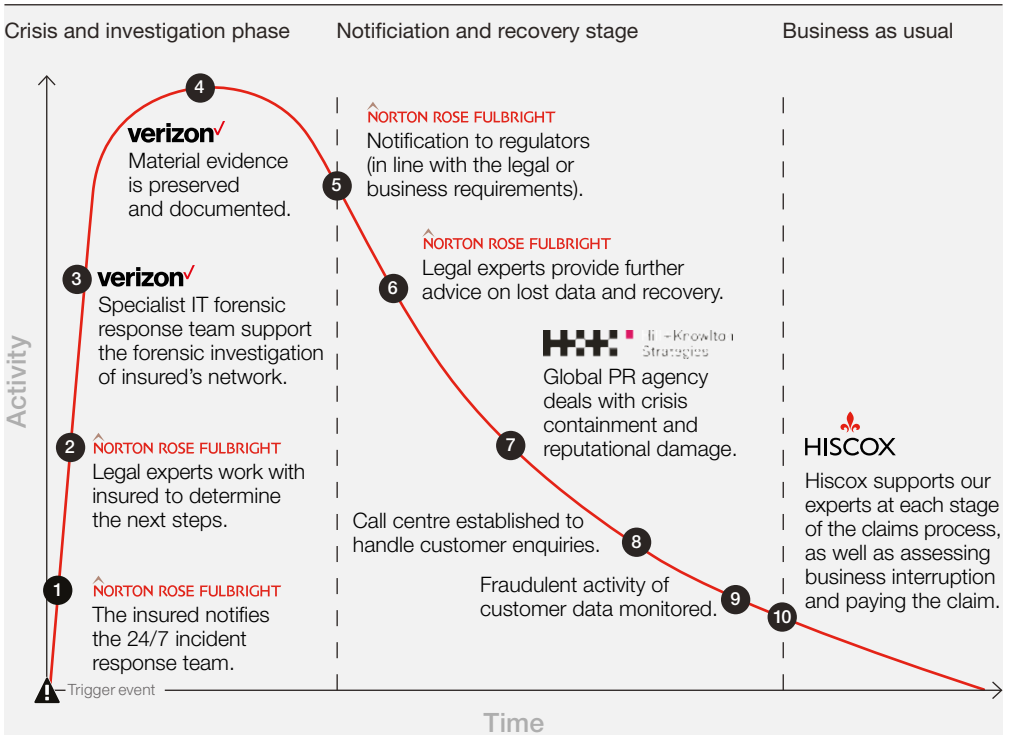 Crisis and investigation phase
Notificiation and recovery stage
Business as usual
4
verizon✓
Material evidence
is preserved
and documented.
3
verizon✓
Specialist IT forensic
response team support
the forensic investigation
of insured's network.
2
NORTON ROSE FULBRIGHT
Legal experts work with
insured to determine
the next steps.
1
NORTON ROSE FULBRIGHT
The insured notifies
the 24/7 incident
response team.
Trigger event
5
NORTON ROSE FULBRIGHT
Notification to regulators
(in line with the legal or
business requirements).
6
NORTON ROSE FULBRIGHT
Legal experts provide further
advice on lost data and recovery.
Strategies
Global PR agency
deals with crisis
containment and
reputational damage.
7
Call centre established to
handle customer enquiries.
8
Fraudulent activity of
customer data monitored.
9
10
HISCOX
Hiscox supports our
experts at each stage
of the claims process,
as well as assessing
business interruption
and paying the claim.
Activity
Time